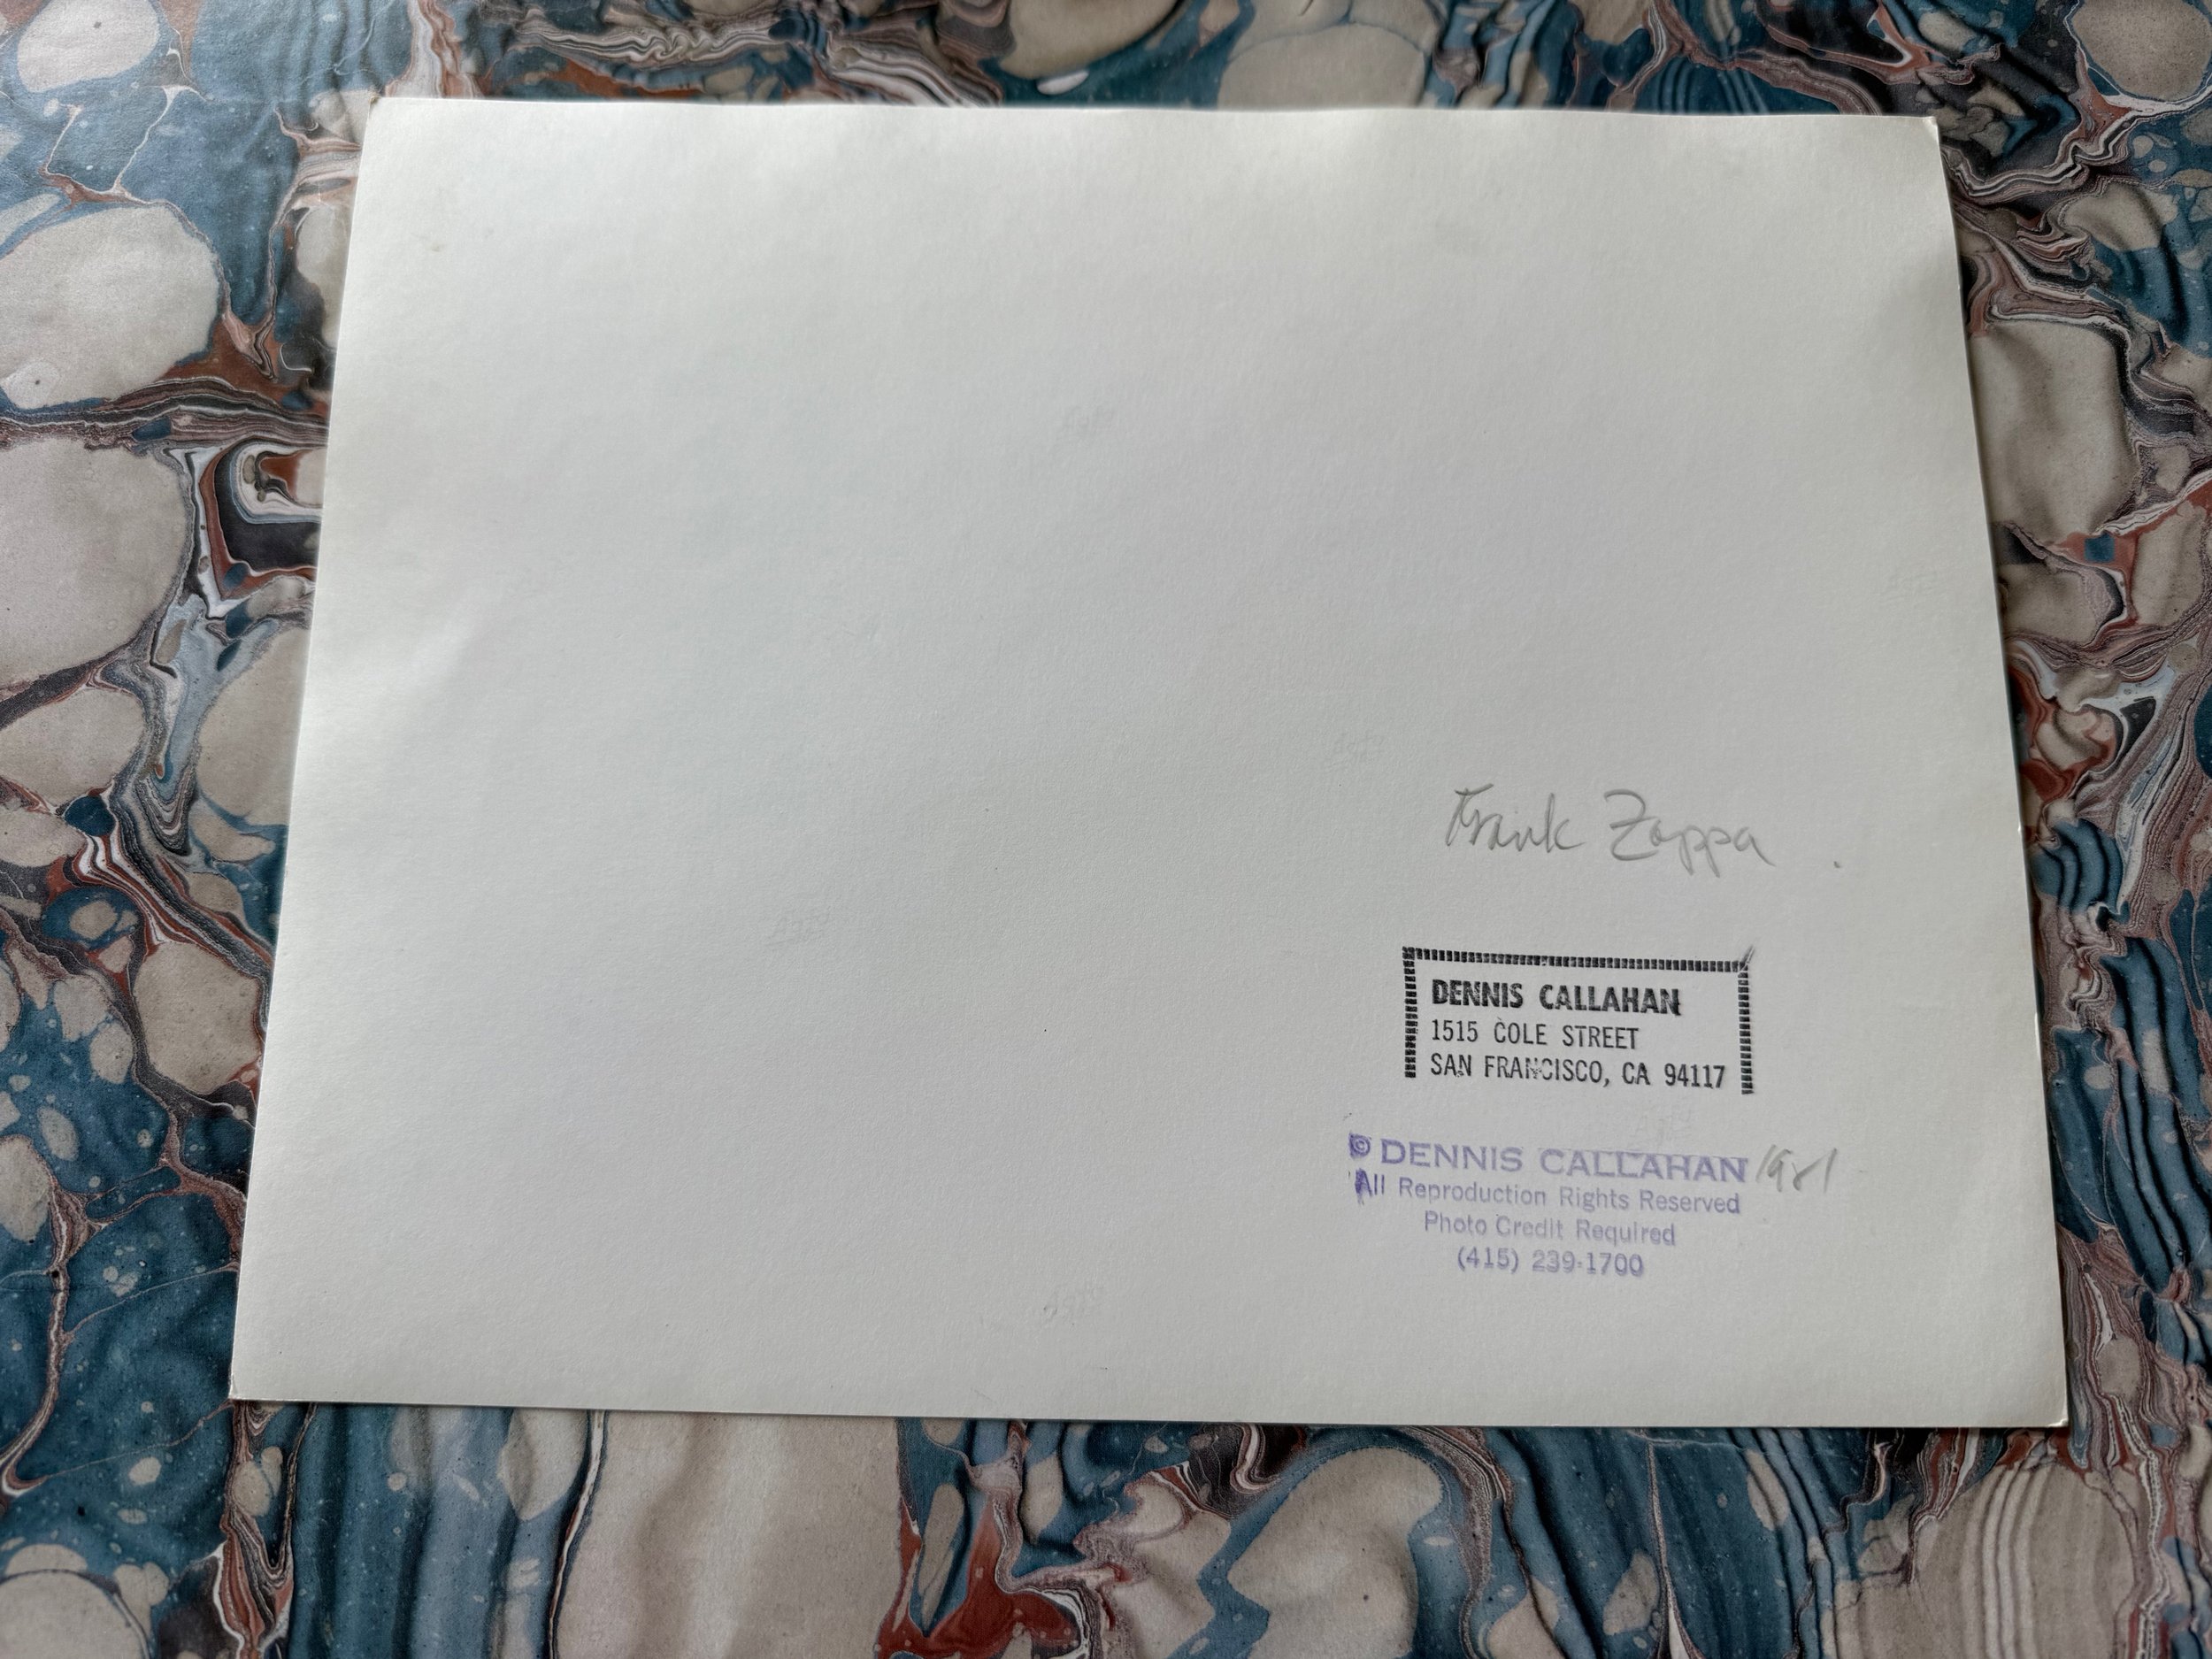 Frank Zappa
DENNIS CALLAHAN
1515 COLE STREET
SAN FRANCISCO, CA 94117
© DENNIS CALLAHAN 1981
All Reproduction Rights Reserved
Photo Credit Required
(415) 239-1700